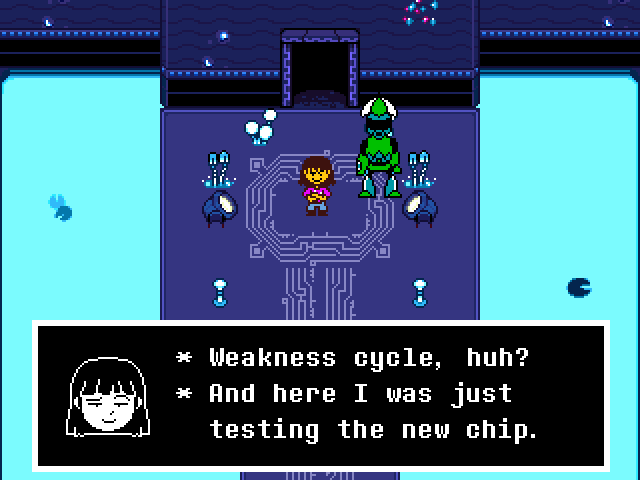 * Weakness cycle, huh?
* And here I was just
testing the new chip.